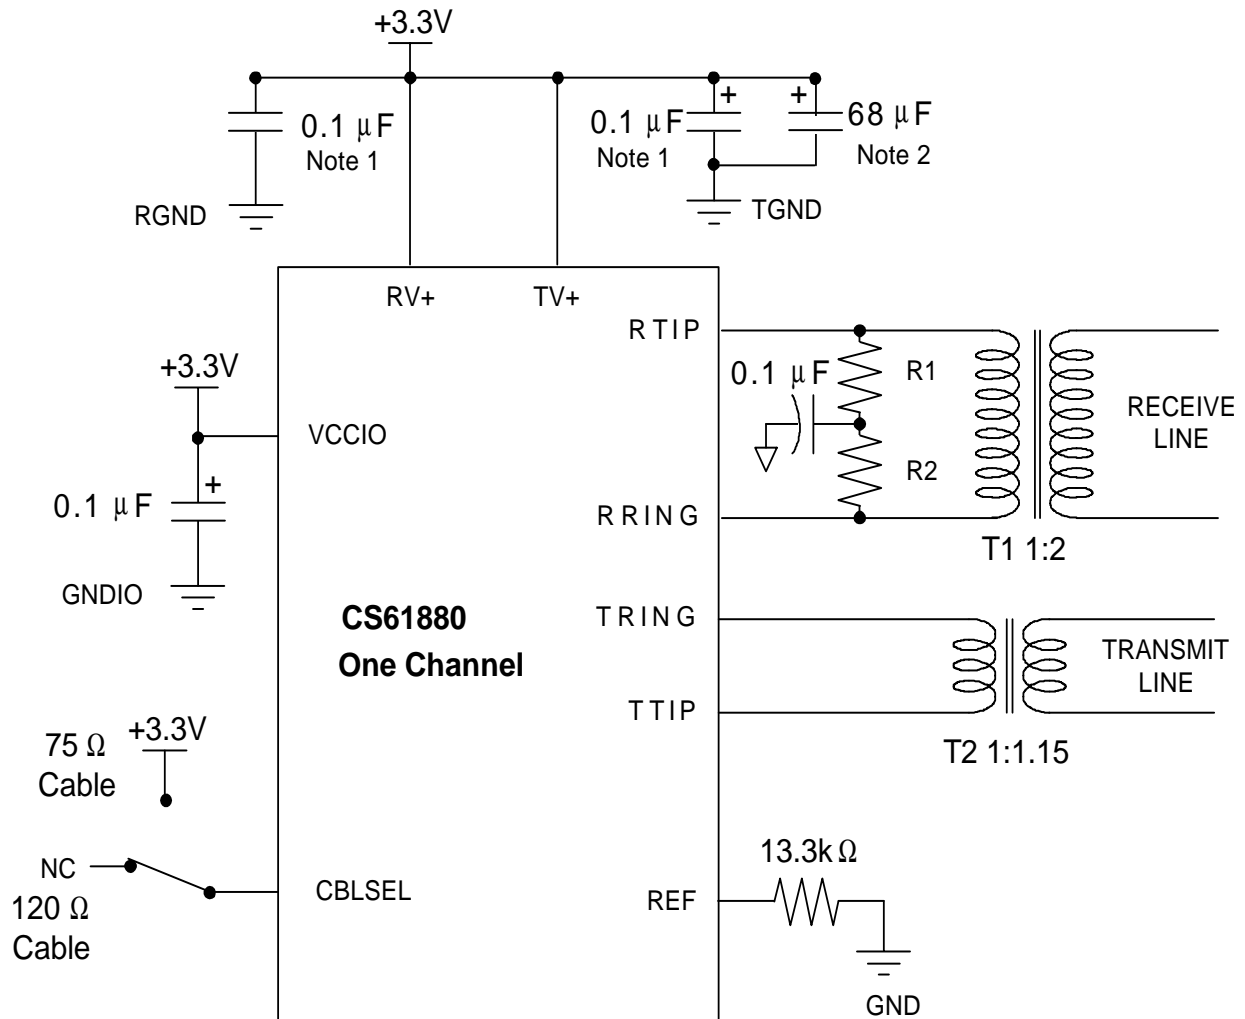 +3.3V
0.1 μF
Note 1
0.1 μF
Note 1
+
+
68 μF
Note 2
RGND
TGND
RV+
TV+
RTIP
+3.3V
VCCIO
0.1 μF
R1
R2
RECEIVE
LINE
+
0.1 μF
RRING
T1 1:2
GNDIO
CS61880
One Channel
TRING
TRANSMIT
LINE
TTIP
T2 1:1.15
75 Ω
Cable
+3.3V
NC
120 Ω
Cable
CBLSEL
13.3k Ω
REF
GND